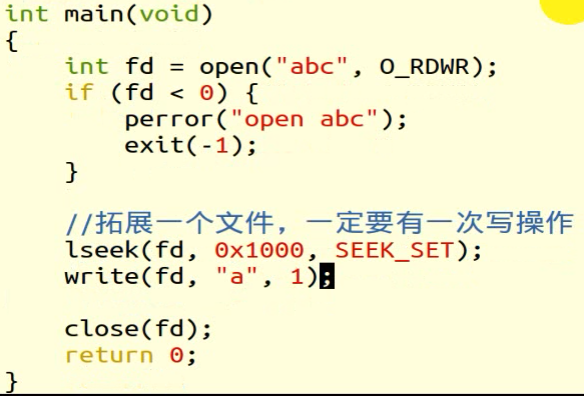 int main(void)
{
    int fd = open("abc", O_RDWR);
    if (fd < 0) {
        perror("open abc");
        exit(-1);
    }
    //拓展一个文件，一定要有一次写操作
    lseek(fd, 0x1000, SEEK_SET);
    write(fd, "a", 1);
    close(fd);
    return 0;
}